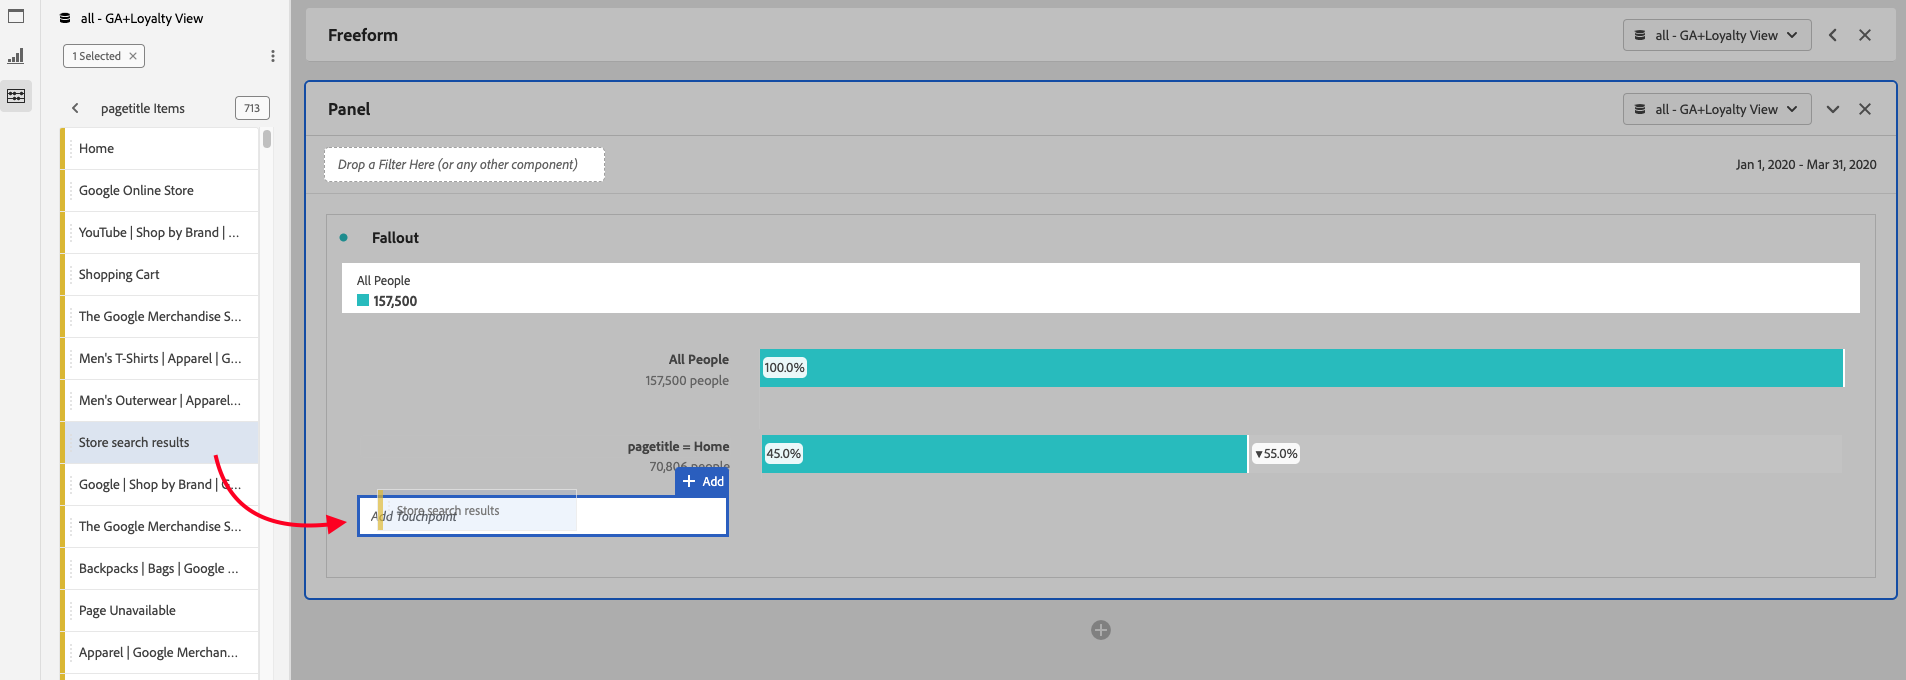 all - GA+Loyalty View
1 Selected
pagetitle Items
713
Home
Google Online Store
YouTube | Shop by Brand | ...
Shopping Cart
The Google Merchandise S...
Men's T-Shirts | Apparel | G...
Men's Outerwear | Apparel...
Store search results
Google | Shop by Brand | G...
The Google Merchandise S...
Backpacks | Bags | Google ...
Page Unavailable
Apparel | Google Merchan...
Freeform
all - GA+Loyalty View
Panel
all - GA+Loyalty View
Drop a Filter Here (or any other component)
Jan 1, 2020 - Mar 31, 2020
Fallout
All People
157,500
All People
157,500 people
100.0%
pagetitle = Home
70,806 people
45.0%
▼55.0%
+ Add
Store search results
Add Touchpoint